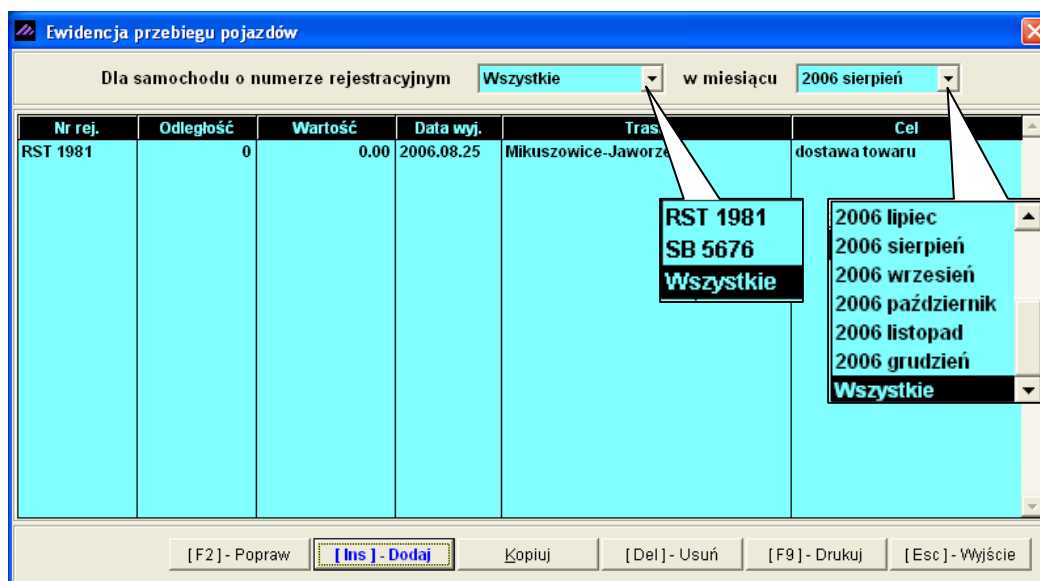 Ewidencja przebiegu pojazdów
Dla samochodu o numerze rejestracyjnym Wszystkie w miesiącu 2006 sierpień
Nr rej. Odległość Wartość Data wyj. Tras Cel
RST 1981 0 0.00 2006.08.25 Mikuszowice-Jaworze dostawa towaru
RST 1981
SB 5676
Wszystkie
2006 lipiec
2006 sierpień
2006 wrzesień
2006 październik
2006 listopad
2006 grudzień
Wszystkie
[ F2 ] - Popraw [ Ins ] - Dodaj Kopiuj [ Del ] - Usuń [ F9 ] - Drukuj [ Esc ] - Wyjście